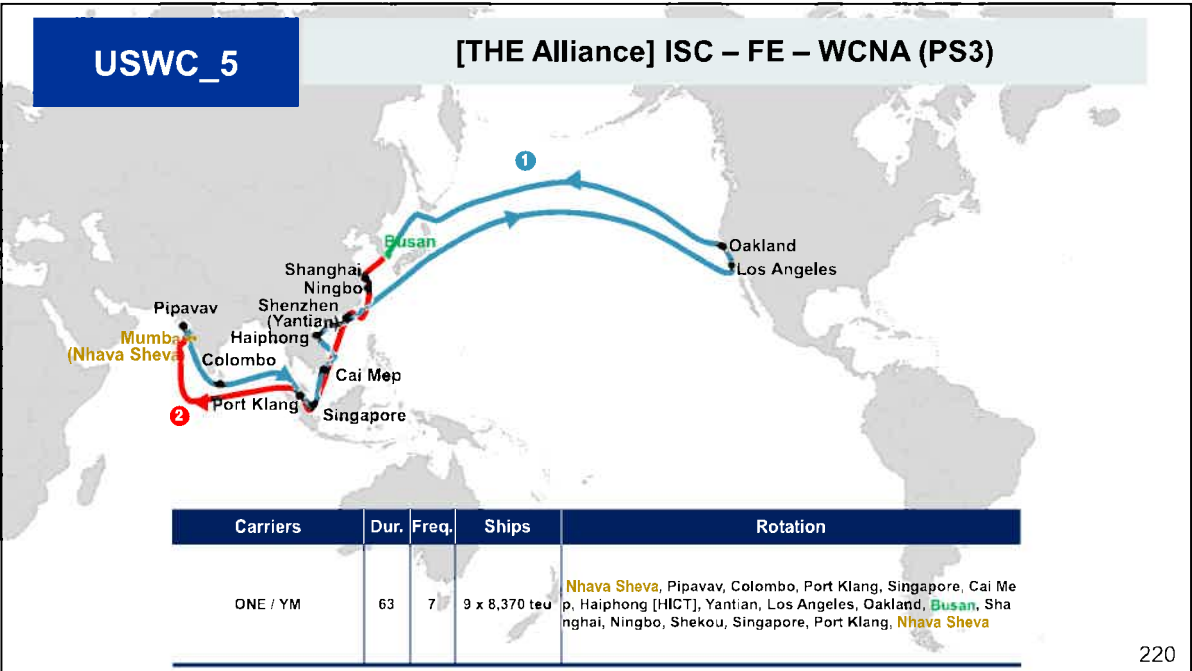 USWC_5
[THE Alliance] ISC – FE – WCNA (PS3)
1
Busan
Oakland
Los Angeles
Shanghai
Ningbo
Shenzhen
(Yantian)
Pipavav
Mumba
(Nhava Sheva
Haiphong
Colombo
Cai Mep
Port Klang
Singapore
2
Carriers Dur. Freq. Ships Rotation
ONE / YM 63 7 9 x 8,370 teu
Nhava Sheva, Pipavav, Colombo, Port Klang, Singapore, Cai Me
p, Haiphong [HICT], Yantian, Los Angeles, Oakland, Busan, Sha
nghai, Ningbo, Shekou, Singapore, Port Klang, Nhava Sheva
220